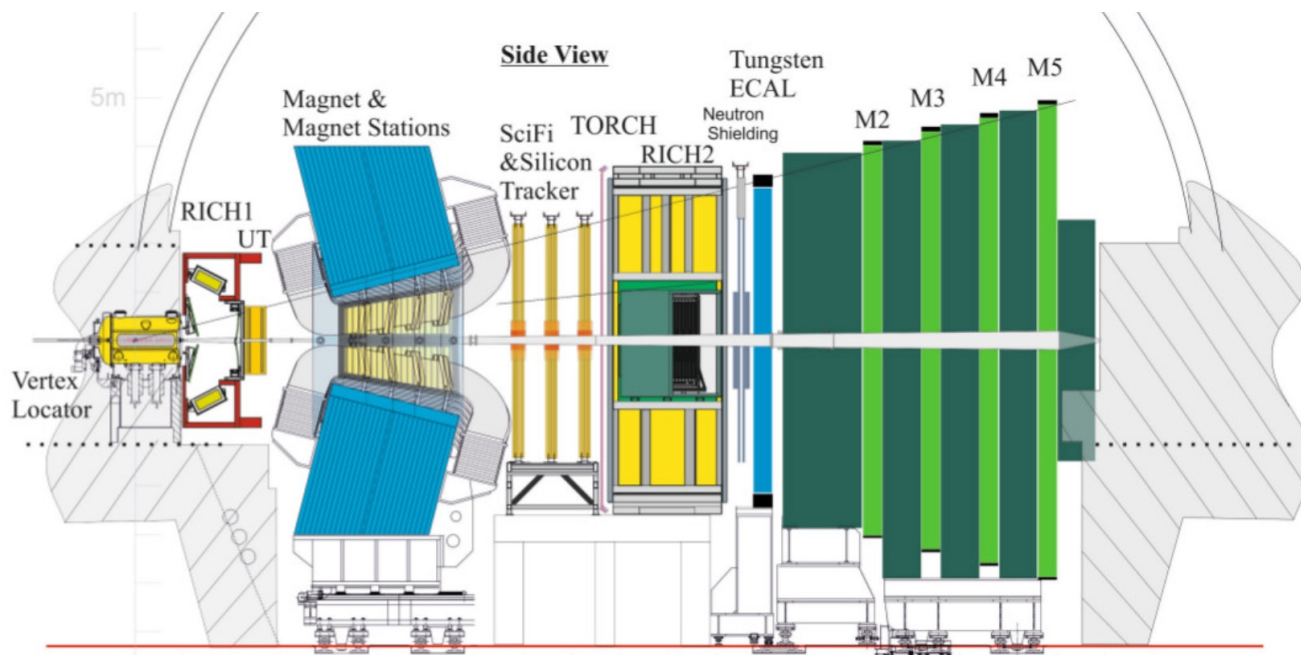 Side View
5m
Magnet &
Magnet Stations
SciFi
&Silicon
Tracker
TORCH
RICH2
Neutron
Shielding
Tungsten
ECAL
M2
M3
M4
M5
RICH1
UT
Vertex
Locator